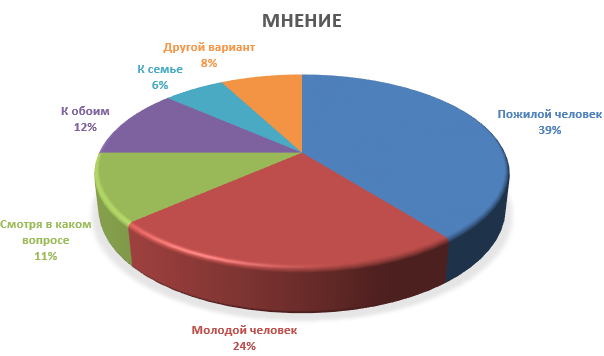 МНЕНИЕ
Другой вариант
8%
К семье
6%
К обоим
12%
Пожилой человек
39%
Смотря в каком
вопросе
11%
Молодой человек
24%